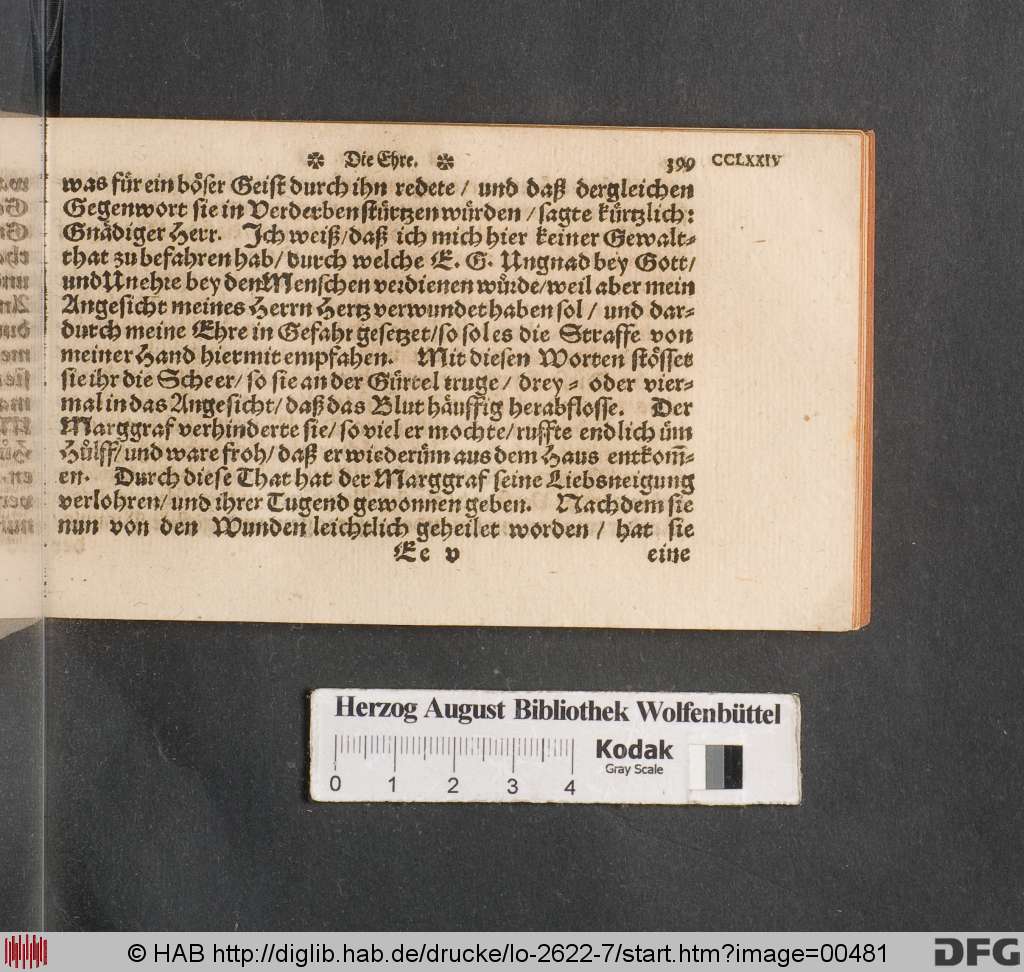 ✼ Die Ehre. ✼ 399 CCLXXIV
was für ein böser Geist durch ihn redete / und daß dergleichen
Gegenwort sie in Verderben stürtzen würden / sagte kürtzlich:
Gnädiger Herr. Ich weiß/daß ich mich hier keiner Gewalt-
that zu befahren hab/ durch welche E. G. Ungnad bey Gott/
und Unehre bey den Menschen verdienen würde/weil aber mein
Angesicht meines Herrn Hertz verwundet haben sol / und dar-
durch meine Ehre in Gefahr gesetzet/so sol es die Straffe von
meiner Hand hiermit empfahen. Mit diesen Worten stösset
sie ihr die Scheer/ so sie an der Gürtel truge / drey - oder vier-
mal in das Angesicht/ daß das Blut häuffig herabflosse. Der
Marggraf verhinderte sie/ so viel er mochte/ruffte endlich üm
Hülff/und ware froh/ daß er wiederüm aus dem Haus entkom̃-
en. Durch diese That hat der Marggraf seine Liebsneigung
verlohren/ und ihrer Tugend gewonnen geben. Nachdem sie
nun von den Wunden leichtlich geheilet worden / hat sie
Ee v eine
Herzog August Bibliothek Wolfenbüttel
0 1 2 3 4
Kodak
Gray Scale
© HAB http://diglib.hab.de/drucke/lo-2622-7/start.htm?image=00481
DFG